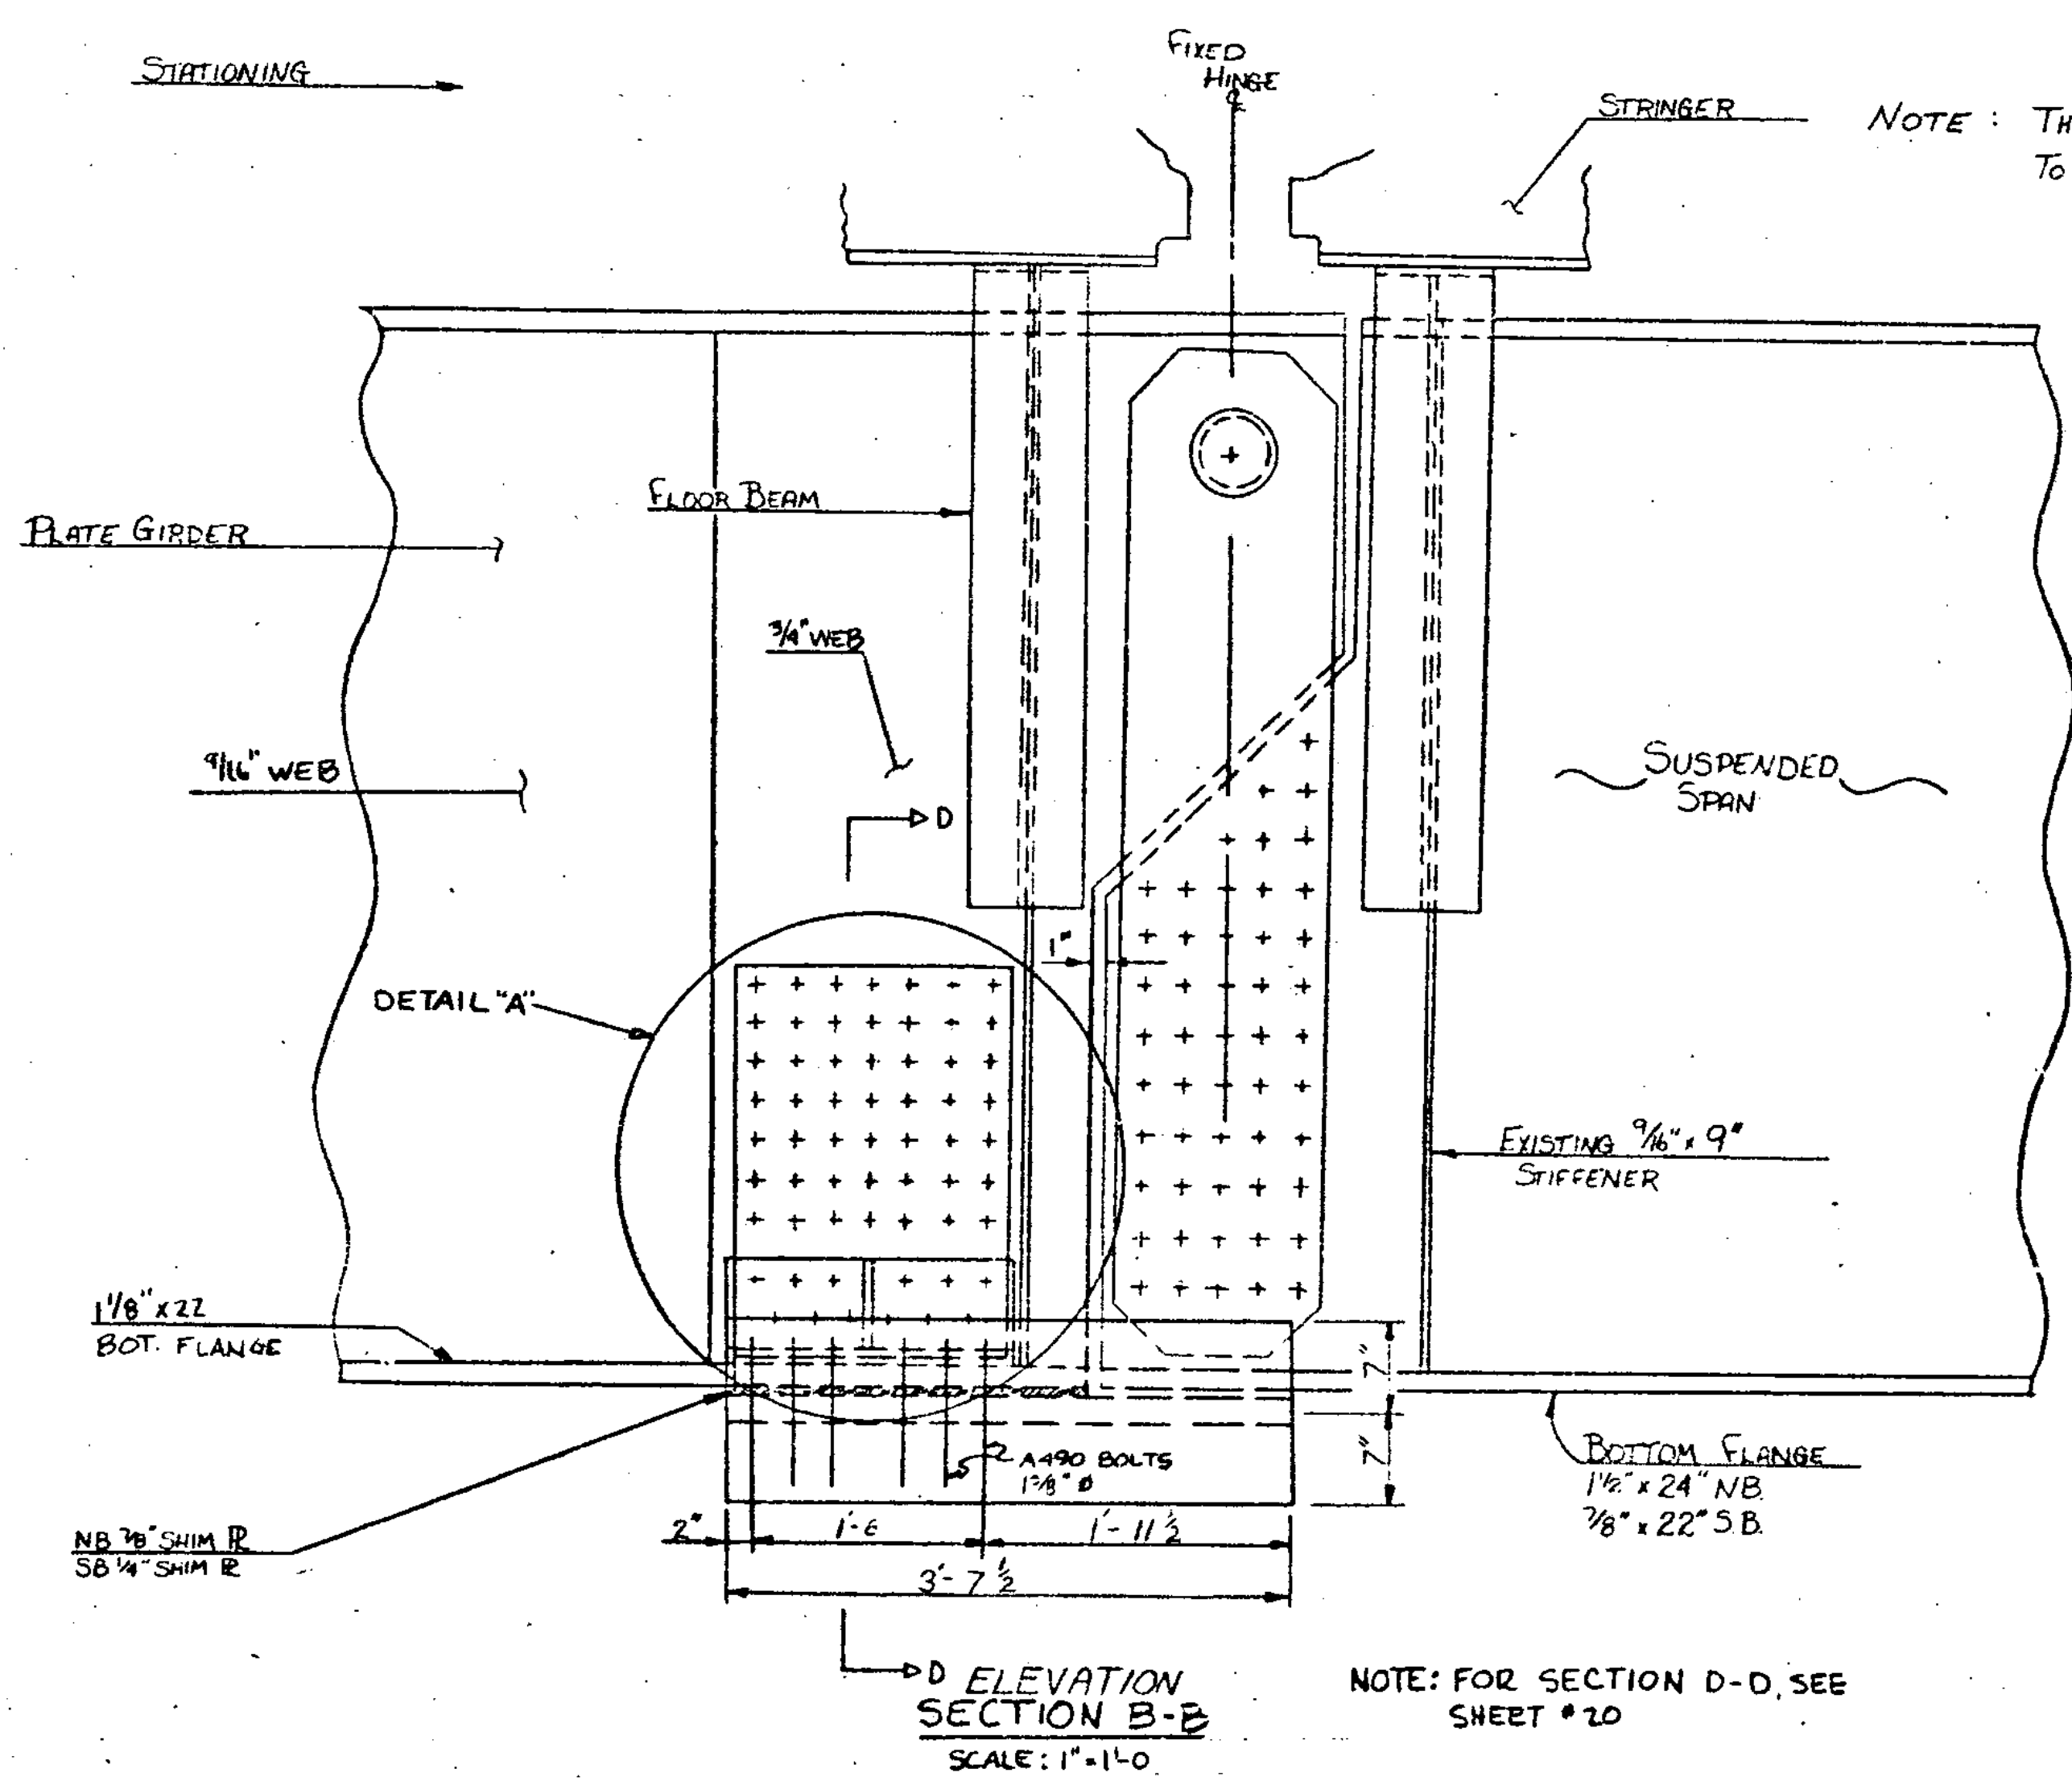 STATIONING
FIXED
HINGE
℄
STRINGER
NOTE : TH
TO
FLOOR BEAM
PLATE GIRDER
3/4" WEB
9/16" WEB
SUSPENDED
SPAN
D
1"
DETAIL "A"
EXISTING 9/16" x 9"
STIFFENER
1 1/8" x 22
BOT. FLANGE
7"
7"
A490 BOLTS
1 3/8" ø
BOTTOM FLANGE
1 1/2" x 24" NB.
7/8" x 22" S.B.
NB 7/8" SHIM PL
SB 1/4" SHIM PL
2"
1'-6
1'-11 1/2
3'-7 1/2
D
ELEVATION
SECTION B-B
SCALE: 1"=1'-0
NOTE: FOR SECTION D-D, SEE
SHEET #20